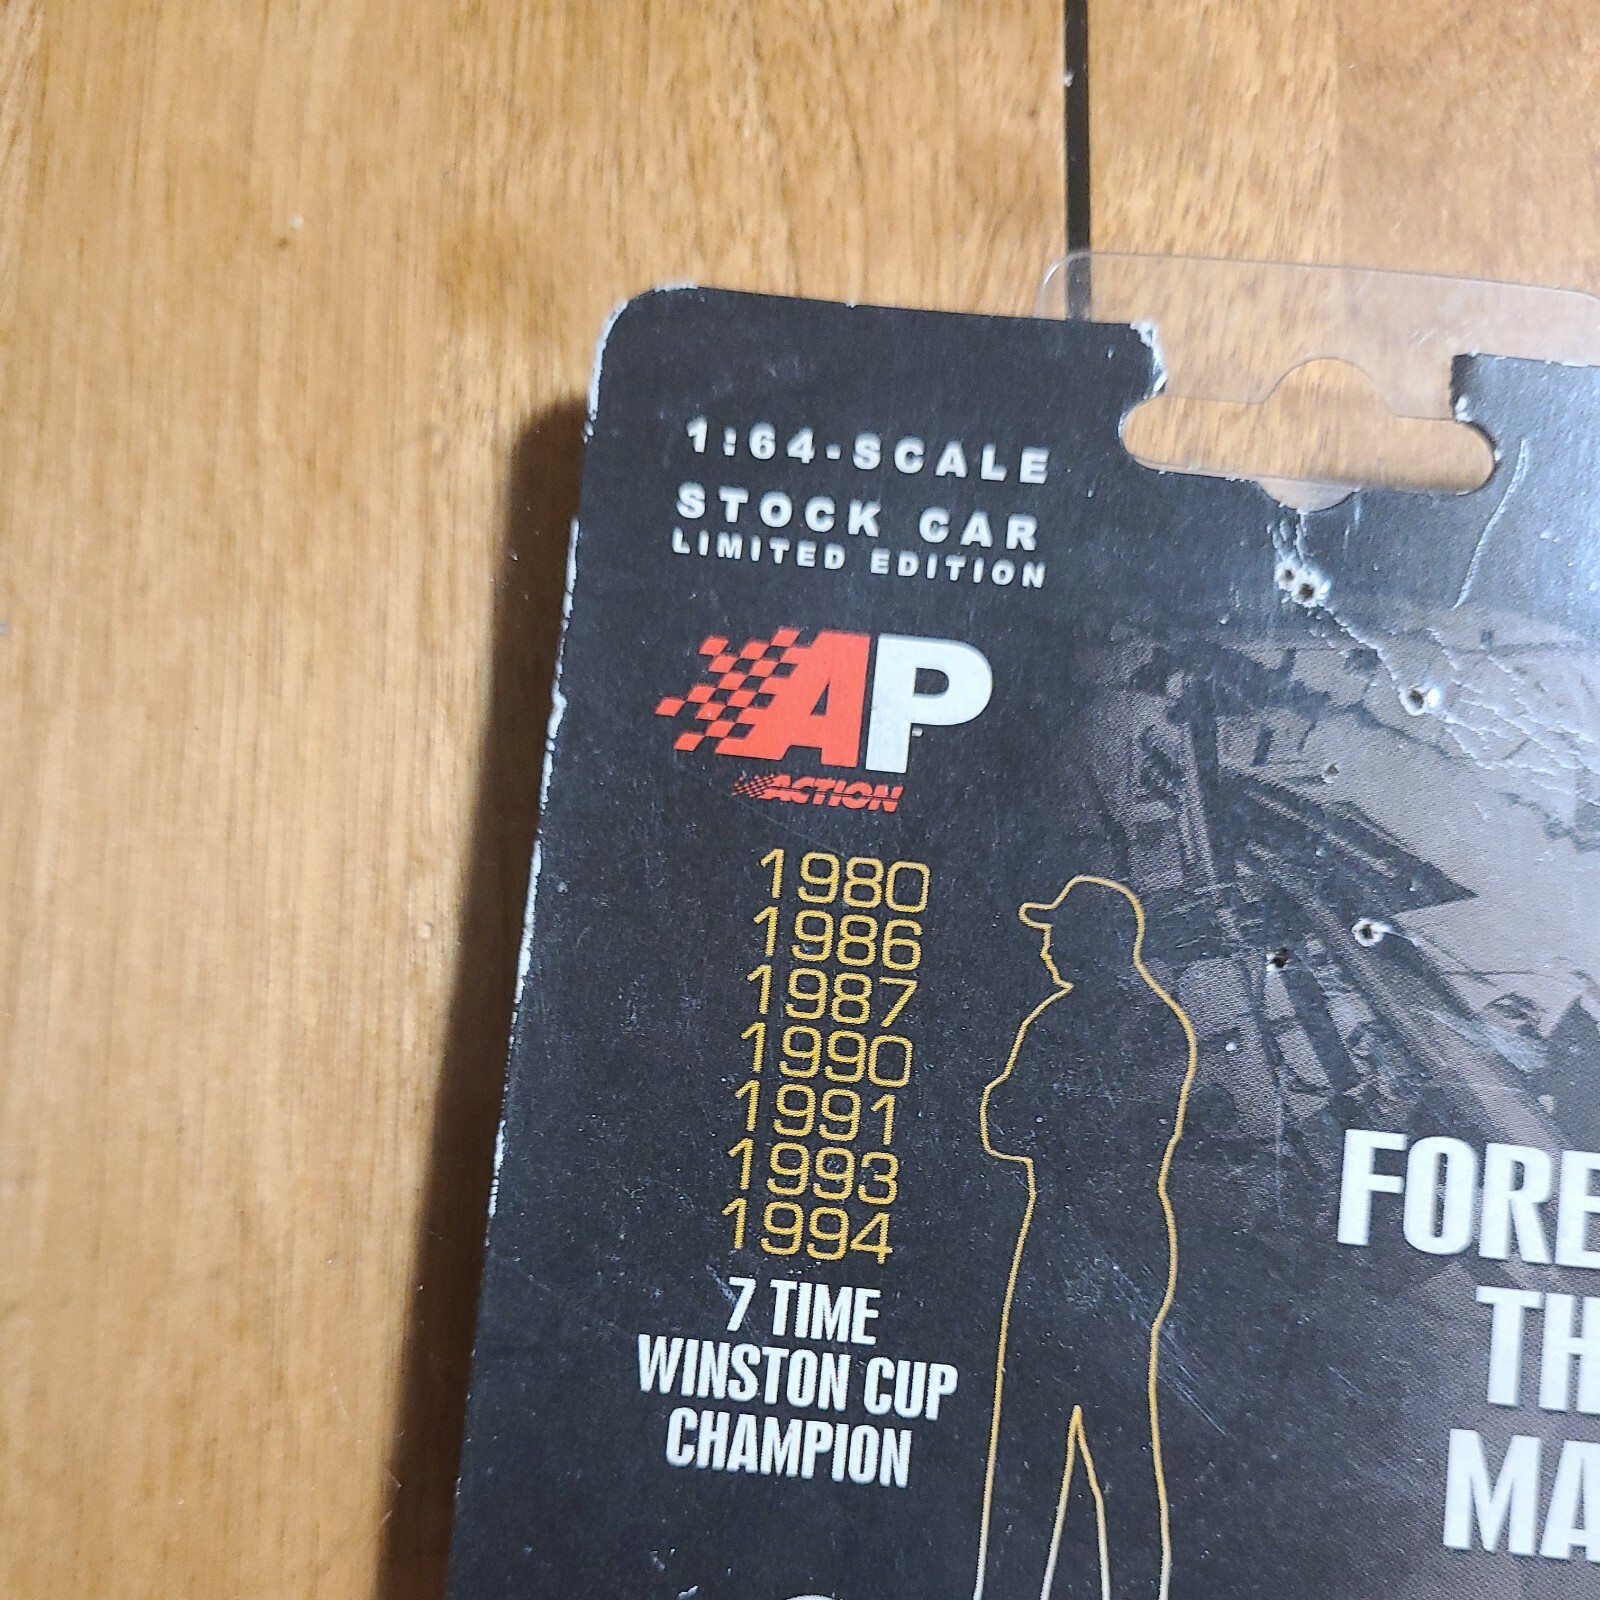 1:64-SCALE
STOCK CAR
LIMITED EDITION
AP
ACTION
1980
1986
1987
1990
1991
1993
1994
7 TIME
WINSTON CUP
CHAMPION
FORE
TH
MA